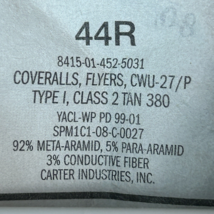 44R
8415-01-452-5031
COVERALLS, FLYERS, CWU-27/P
TYPE I, CLASS 2 TAN 380
YACL-WP PD 99-01
SPM1C1-08-C-0027
92% META-ARAMID, 5% PARA-ARAMID
3% CONDUCTIVE FIBER
CARTER INDUSTRIES, INC.